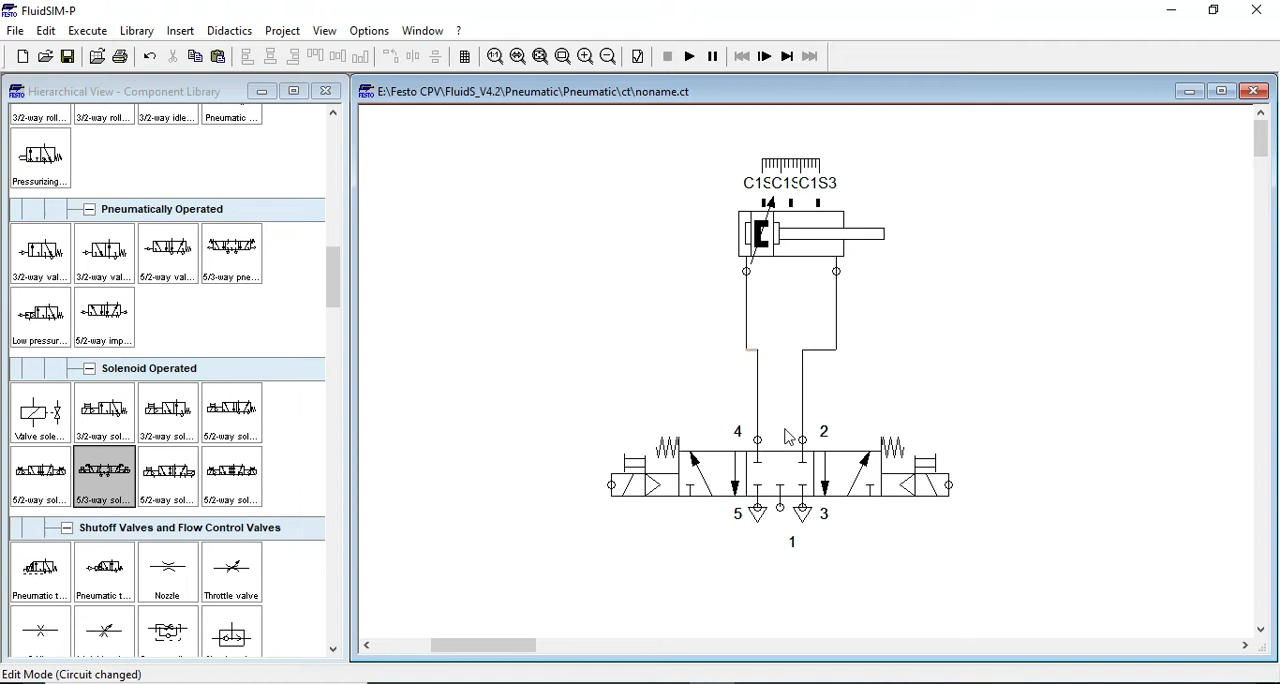 FESTO FluidSIM-P
File Edit Execute Library Insert Didactics Project View Options Window ?
1:1
FESTO Hierarchical View - Component Library
FESTO E:\Festo CPV\FluidS_V4.2\Pneumatic\Pneumatic\ct\noname.ct
3/2-way roll... 3/2-way roll... 3/2-way idle... Pneumatic ...
Pressurizing...
Pneumatically Operated
3/2-way val... 3/2-way val... 5/2-way val... 5/3-way pne...
Low pressur... 5/2-way imp...
Solenoid Operated
Valve sole... 3/2-way sol... 3/2-way sol... 5/2-way sol...
5/2-way sol... 5/3-way sol... 5/2-way sol... 5/2-way sol...
Shutoff Valves and Flow Control Valves
Pneumatic t... Pneumatic t... Nozzle Throttle valve
C1SC1SC1S3
4 2
5 3
1
Edit Mode (Circuit changed)